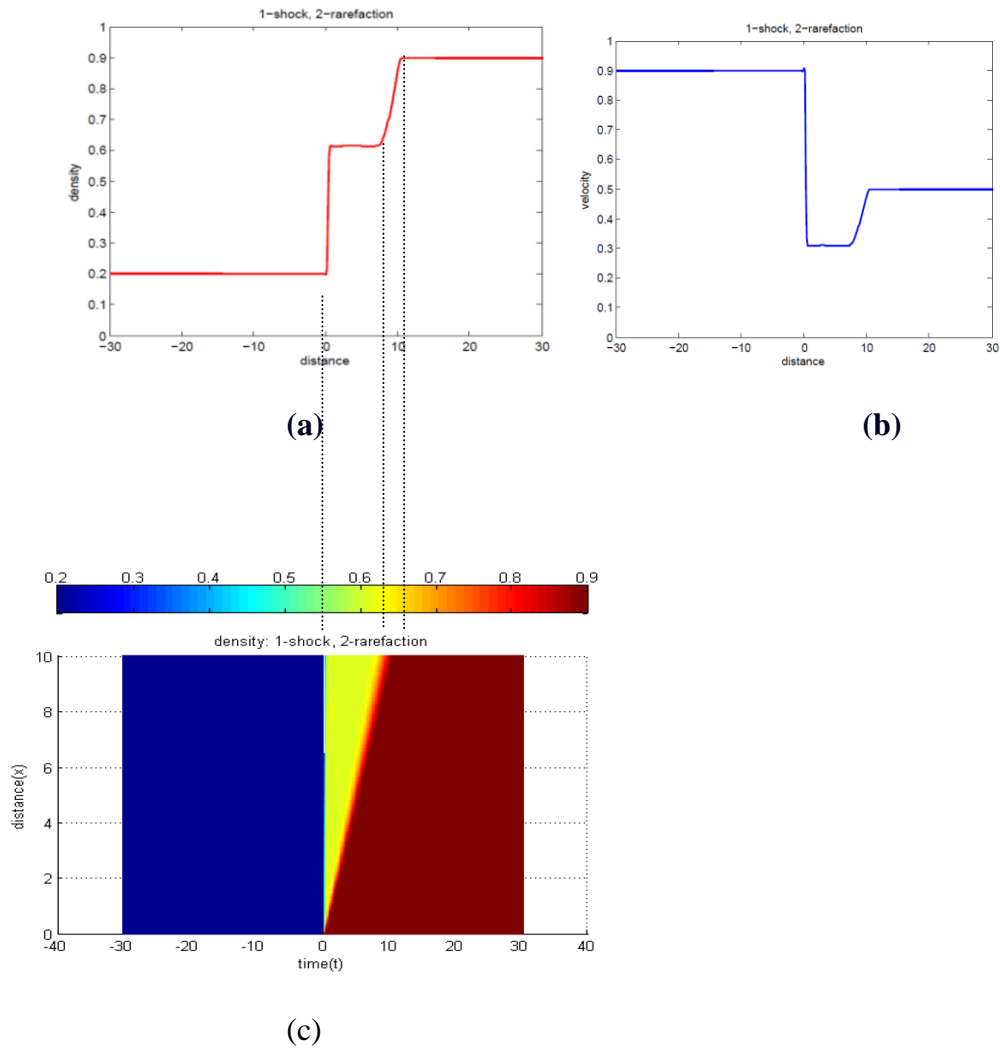 1−shock, 2−rarefaction
1
0.9
0.8
0.7
0.6
0.5
0.4
0.3
0.2
0.1
0
density
−30 −20 −10 0 10 20 30
distance
(a)
1−shock, 2−rarefaction
1
0.9
0.8
0.7
0.6
0.5
0.4
0.3
0.2
0.1
0
velocity
−30 −20 −10 0 10 20 30
distance
(b)
0.2 0.3 0.4 0.5 0.6 0.7 0.8 0.9
density: 1-shock, 2-rarefaction
10
8
6
4
2
0
distance(x)
-40 -30 -20 -10 0 10 20 30 40
time(t)
(c)